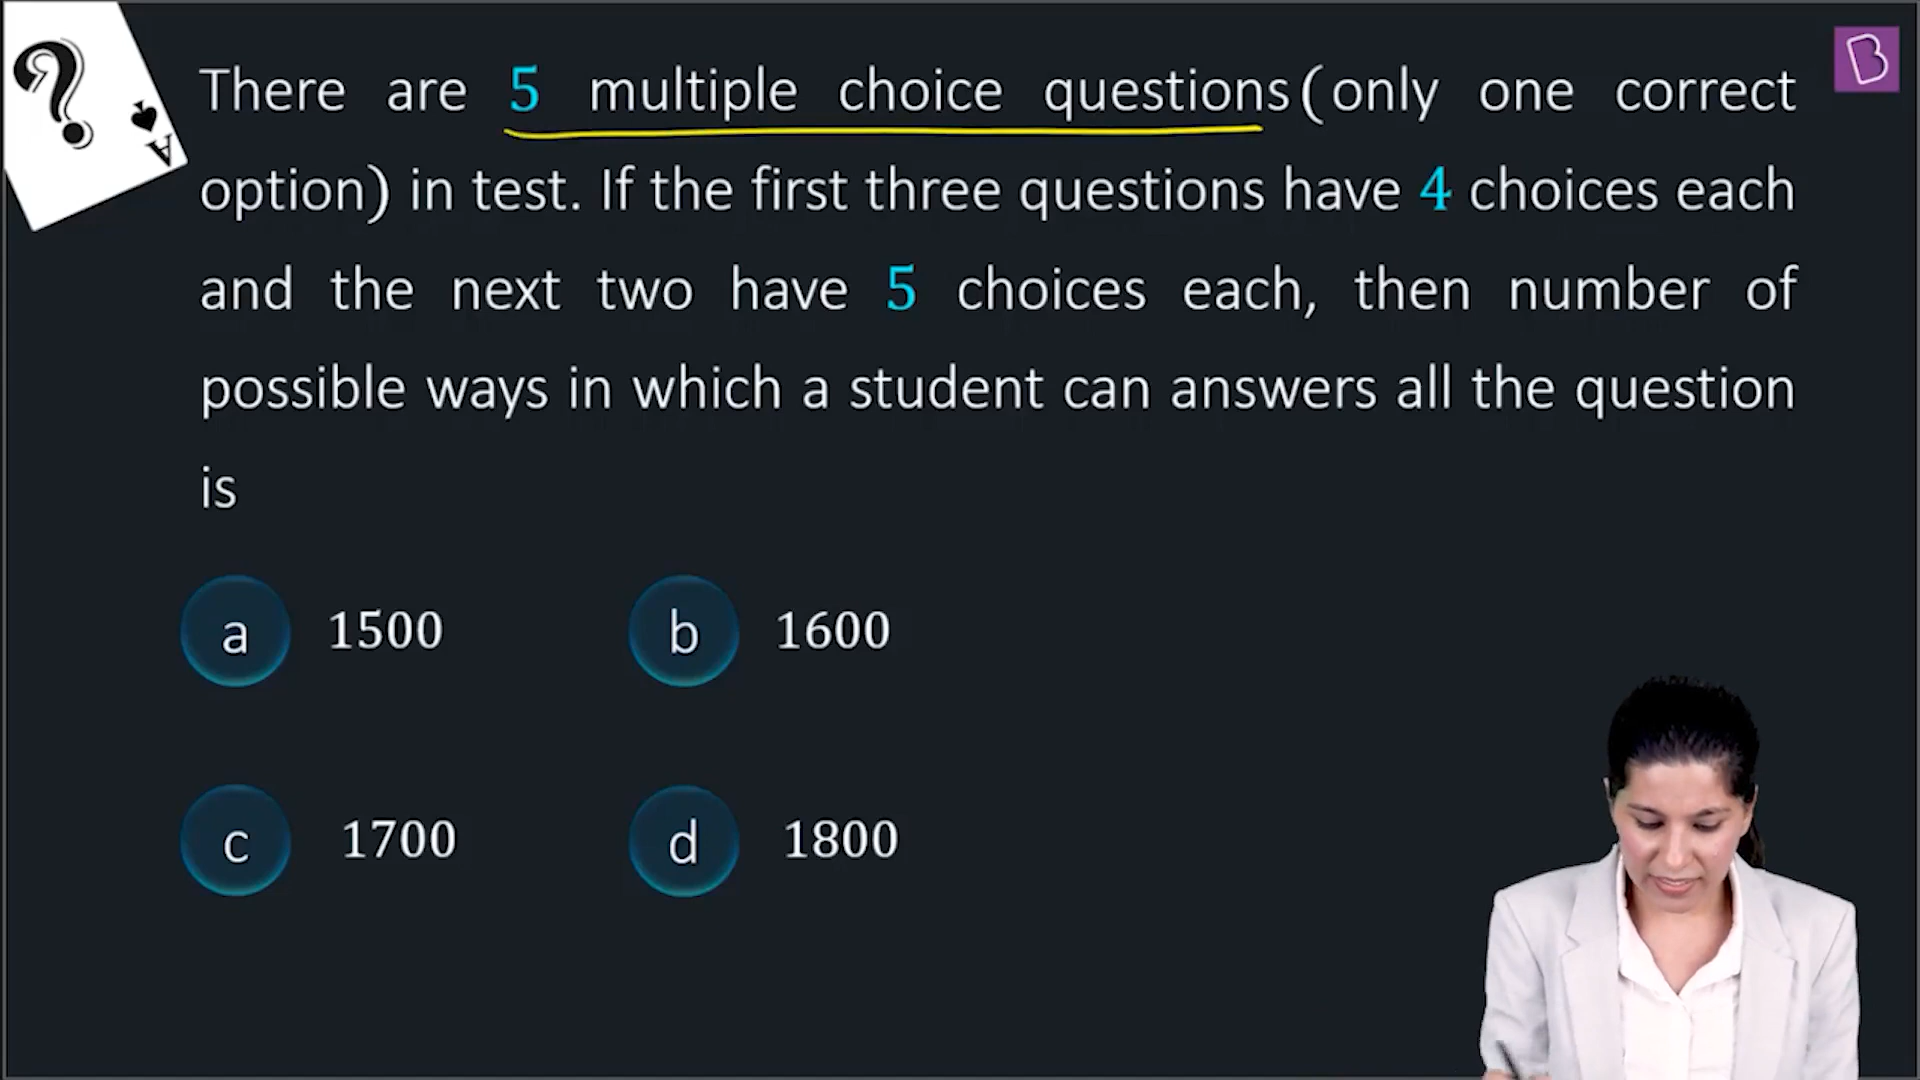 There are 5 multiple choice questions(only one correct
option) in test. If the first three questions have 4 choices each
and the next two have 5 choices each, then number of
possible ways in which a student can answers all the question
is
a 1500 b 1600
c 1700 d 1800
?
A
B